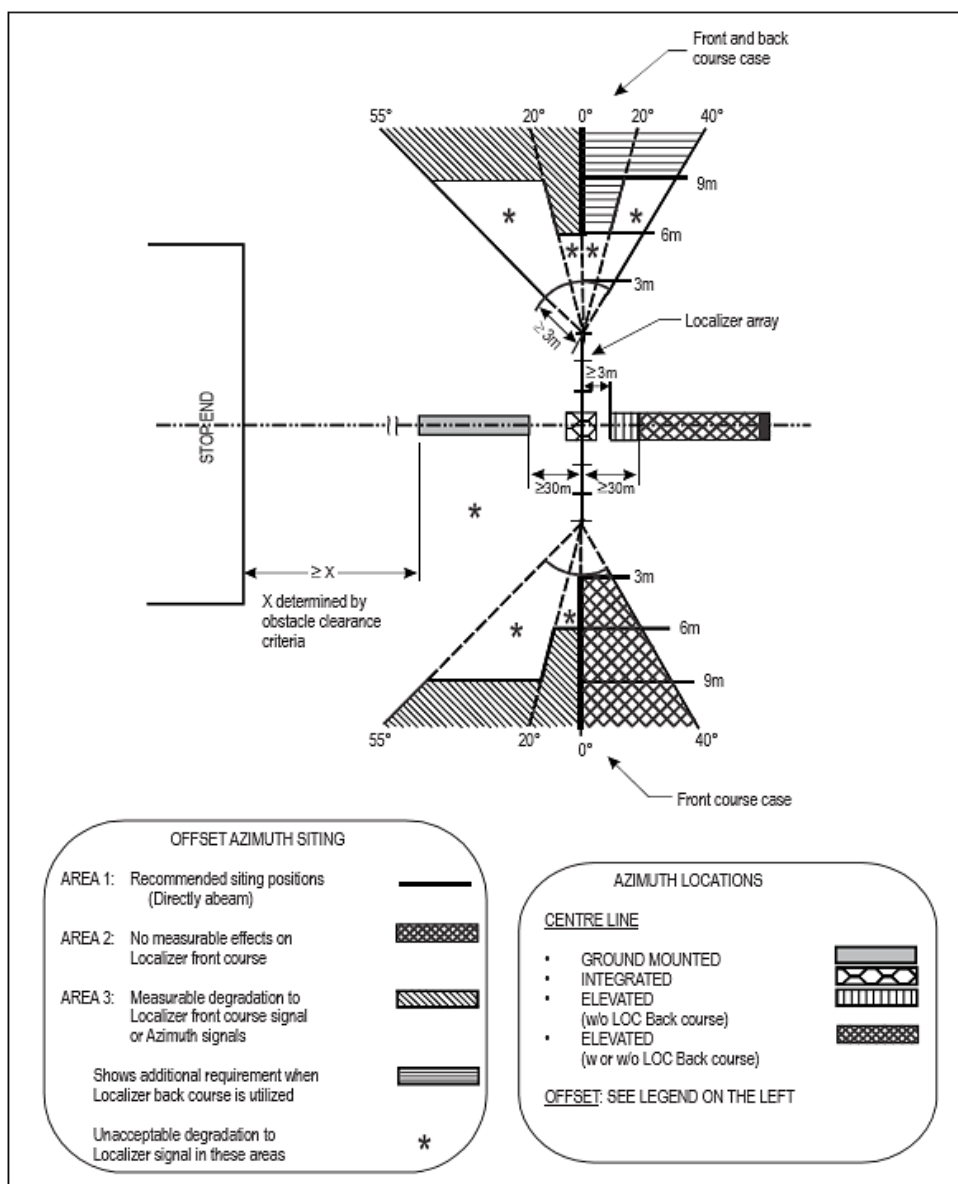 Front and back
course case
55°
20°
0°
20°
40°
9m
*
*
6m
*
*
3m
≥ 3m
Localizer array
≥ 3m
STOP END
≥30m
≥30m
*
≥ X
X determined by
obstacle clearance
criteria
3m
*
*
6m
9m
55°
20°
0°
40°
Front course case
OFFSET AZIMUTH SITING
AREA 1: Recommended siting positions
(Directly abeam)
AREA 2: No measurable effects on
Localizer front course
AREA 3: Measurable degradation to
Localizer front course signal
or Azimuth signals
Shows additional requirement when
Localizer back course is utilized
Unacceptable degradation to
Localizer signal in these areas
*
AZIMUTH LOCATIONS
CENTRE LINE
• GROUND MOUNTED
• INTEGRATED
• ELEVATED
(w/o LOC Back course)
• ELEVATED
(w or w/o LOC Back course)
OFFSET: SEE LEGEND ON THE LEFT